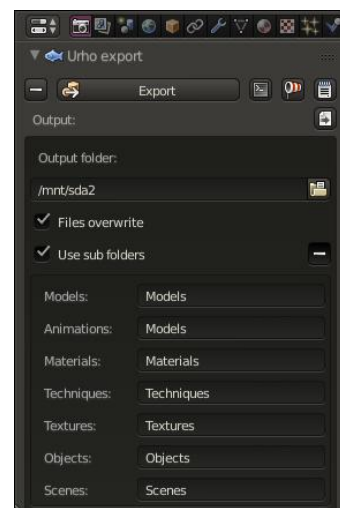 Urho export
Export
Output:
Output folder:
/mnt/sda2
Files overwrite
Use sub folders
Models: Models
Animations: Models
Materials: Materials
Techniques: Techniques
Textures: Textures
Objects: Objects
Scenes: Scenes